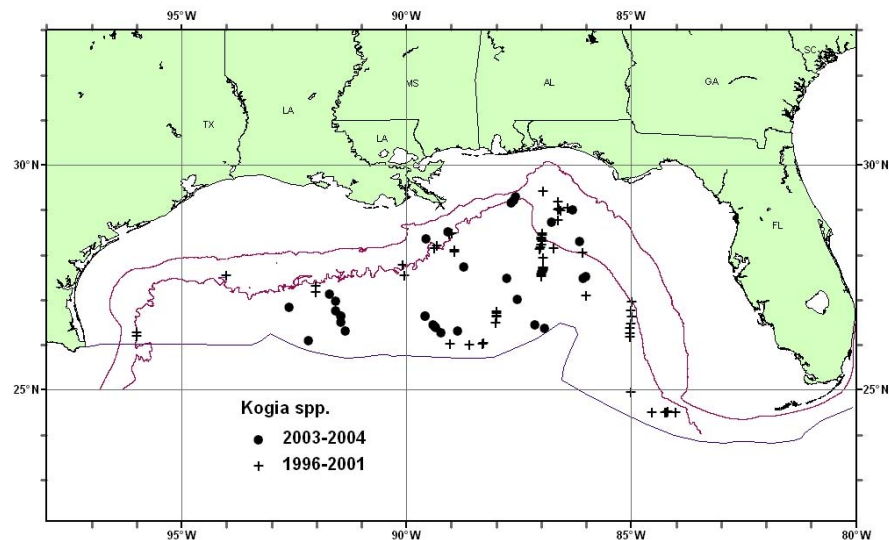 95°W 90°W 85°W 80°W
SC
MS AL GA
LA
TX
LA
30°N 30°N
FL
25°N 25°N
Kogia spp.
2003-2004
1996-2001
95°W 90°W 85°W 80°W